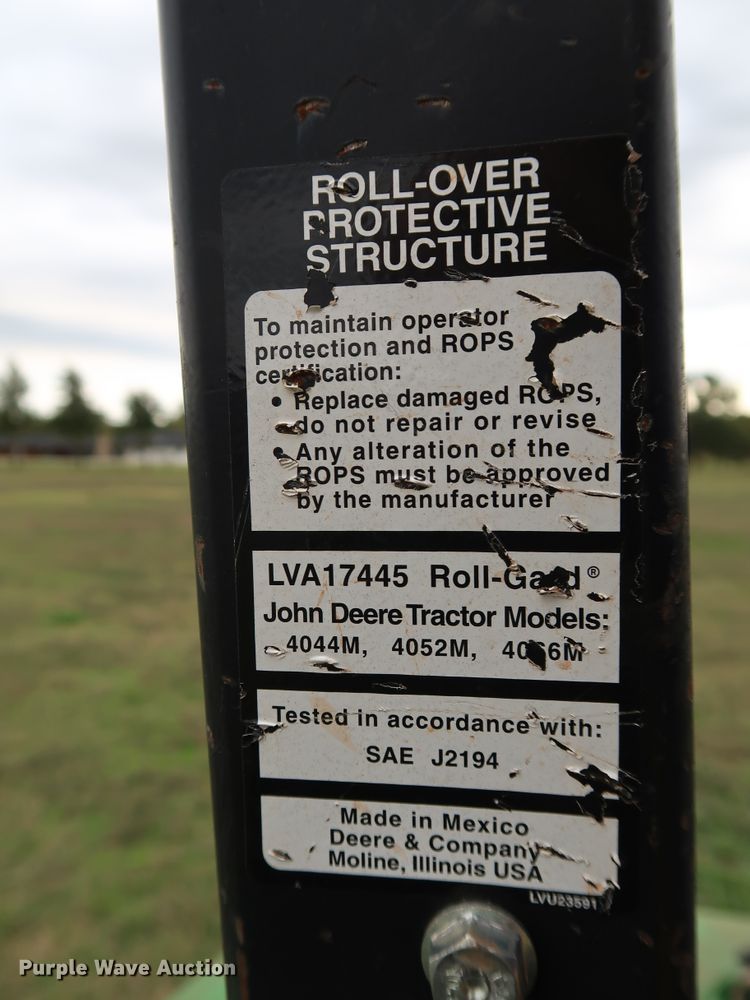 ROLL-OVER
PROTECTIVE
STRUCTURE
To maintain operator
protection and ROPS
certification:
• Replace damaged ROPS,
do not repair or revise
• Any alteration of the
ROPS must be approved
by the manufacturer
LVA17445 Roll-Gard®
John Deere Tractor Models:
4044M, 4052M, 4066M
Tested in accordance with:
SAE J2194
Made in Mexico
Deere & Company
Moline, Illinois USA
LVU23591
Purple Wave Auction